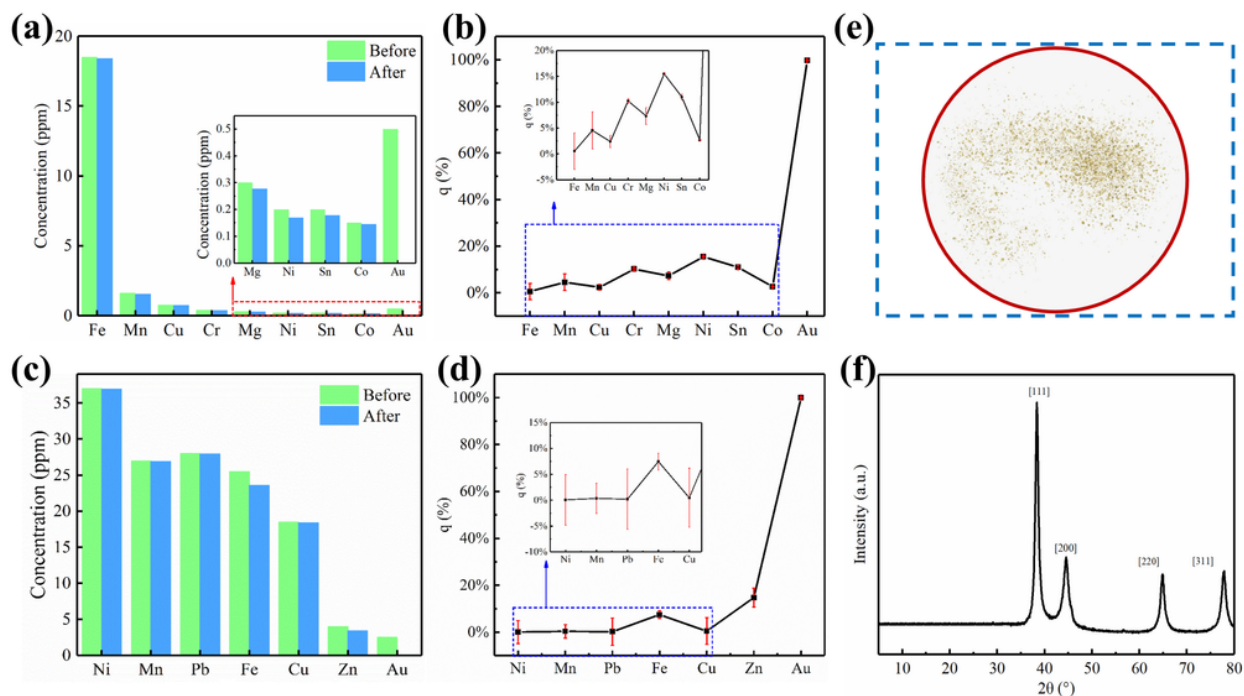 (a)
20
15
10
5
0
Concentration (ppm)
Before
After
0.5
0.4
0.3
0.2
0.1
0.0
Concentration (ppm)
Mg Ni Sn Co Au
Fe Mn Cu Cr Mg Ni Sn Co Au
(b)
100%
80%
60%
40%
20%
0%
q (%)
20%
15%
10%
5%
0%
-5%
q (%)
Fe Mn Cu Cr Mg Ni Sn Co
Fe Mn Cu Cr Mg Ni Sn Co Au
(e)
(c)
35
30
25
20
15
10
5
0
Concentration (ppm)
Before
After
Ni Mn Pb Fe Cu Zn Au
(d)
100%
80%
60%
40%
20%
0%
q (%)
15%
10%
5%
0%
-5%
-10%
q (%)
Ni Mn Pb Fe Cu
Ni Mn Pb Fe Cu Zn Au
(f)
Intensity (a.u.)
[111]
[200]
[220]
[311]
10 20 30 40 50 60 70 80
2θ (°)